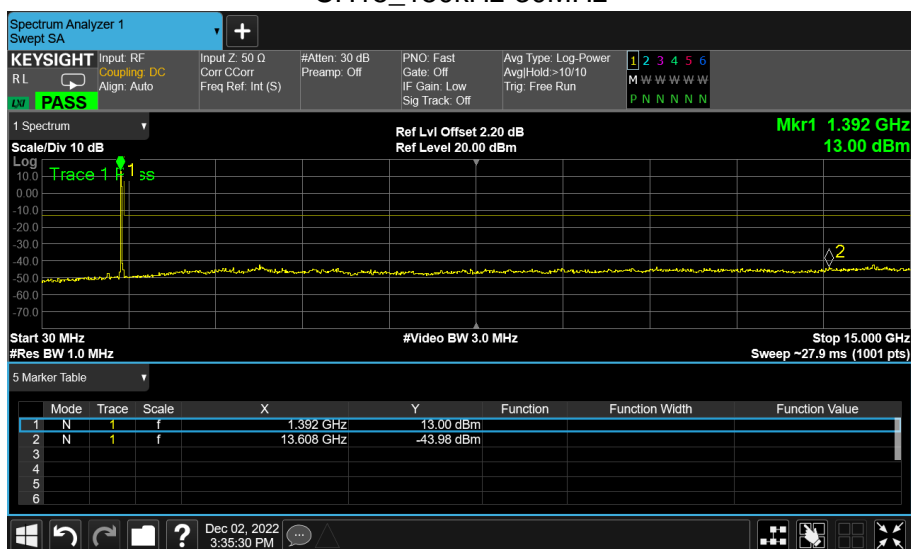 Spectrum Analyzer 1
Swept SA
+
KEYSIGHT
RL
LXI PASS
Input: RF
Coupling: DC
Align: Auto
Input Z: 50 Ω
Corr CCorr
Freq Ref: Int (S)
#Atten: 30 dB
Preamp: Off
PNO: Fast
Gate: Off
IF Gain: Low
Sig Track: Off
Avg Type: Log-Power
Avg|Hold:>10/10
Trig: Free Run
1 2 3 4 5 6
M W W W W W
P N N N N N
1 Spectrum
Scale/Div 10 dB
Ref Lvl Offset 2.20 dB
Ref Level 20.00 dBm
Mkr1 1.392 GHz
13.00 dBm
Log
Trace 1 Pass
1
2
10.0
0.00
-10.0
-20.0
-30.0
-40.0
-50.0
-60.0
-70.0
Start 30 MHz
#Res BW 1.0 MHz
#Video BW 3.0 MHz
Stop 15.000 GHz
Sweep ~27.9 ms (1001 pts)
5 Marker Table
Mode Trace Scale X Y Function Function Width Function Value
1 N 1 f 1.392 GHz 13.00 dBm
2 N 1 f 13.608 GHz -43.98 dBm
3
4
5
6
?
Dec 02, 2022
3:35:30 PM